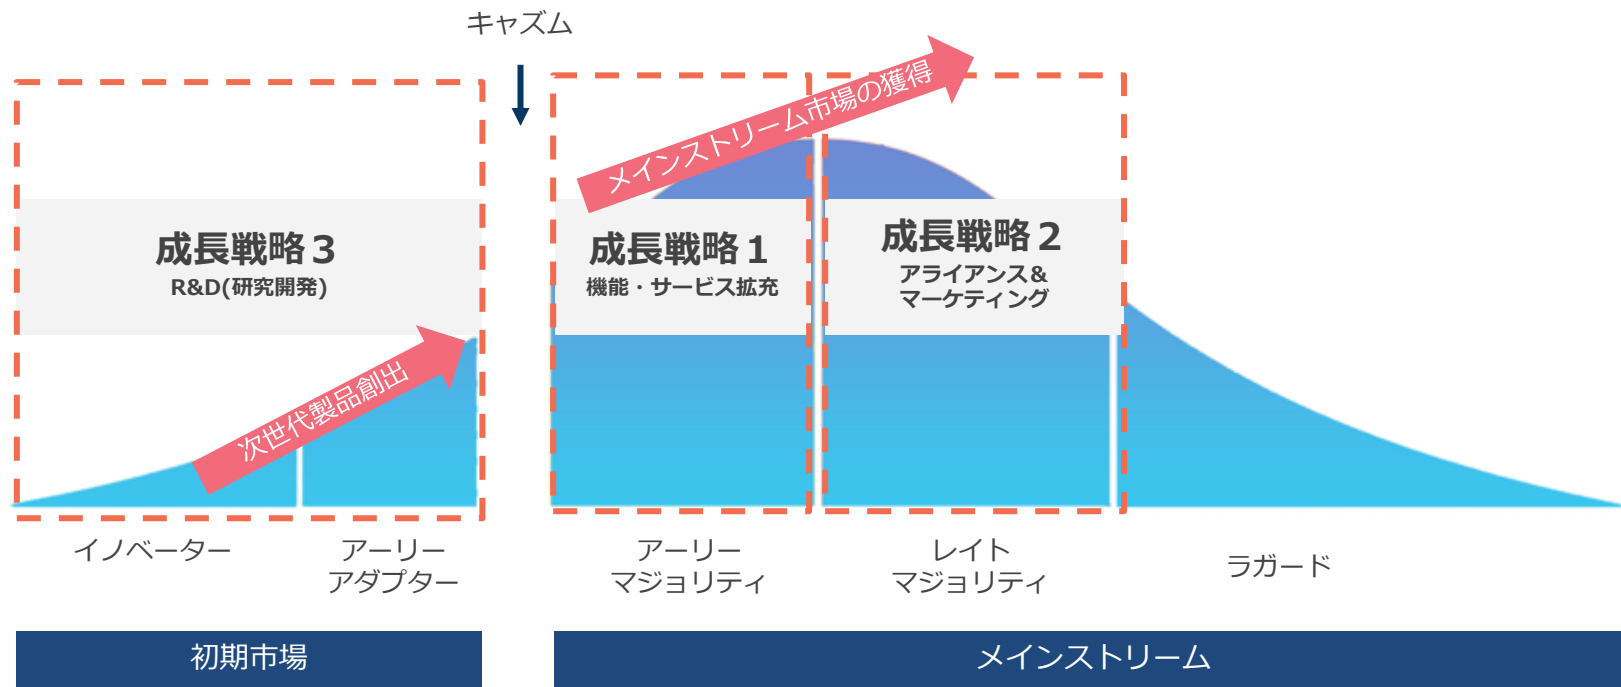 キャズム
メインストリーム市場の獲得
成長戦略３
R&D(研究開発)
成長戦略１
機能・サービス拡充
成長戦略２
アライアンス&
マーケティング
次世代製品創出
イノベーター
アーリー
アダプター
アーリー
マジョリティ
レイト
マジョリティ
ラガード
初期市場
メインストリーム